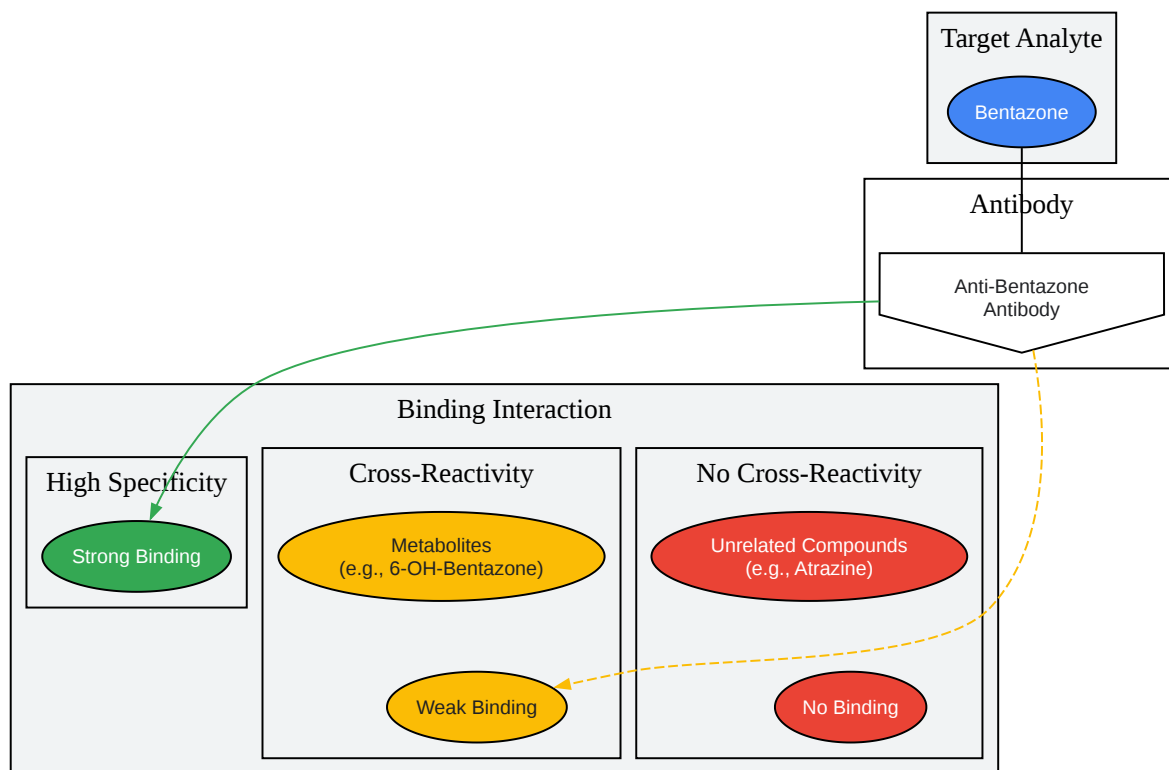 Target Analyte
Bentazone
Antibody
Anti-Bentazone
Antibody
Binding Interaction
High Specificity
Strong Binding
Cross-Reactivity
Metabolites
(e.g., 6-OH-Bentazone)
Weak Binding
No Cross-Reactivity
Unrelated Compounds
(e.g., Atrazine)
No Binding